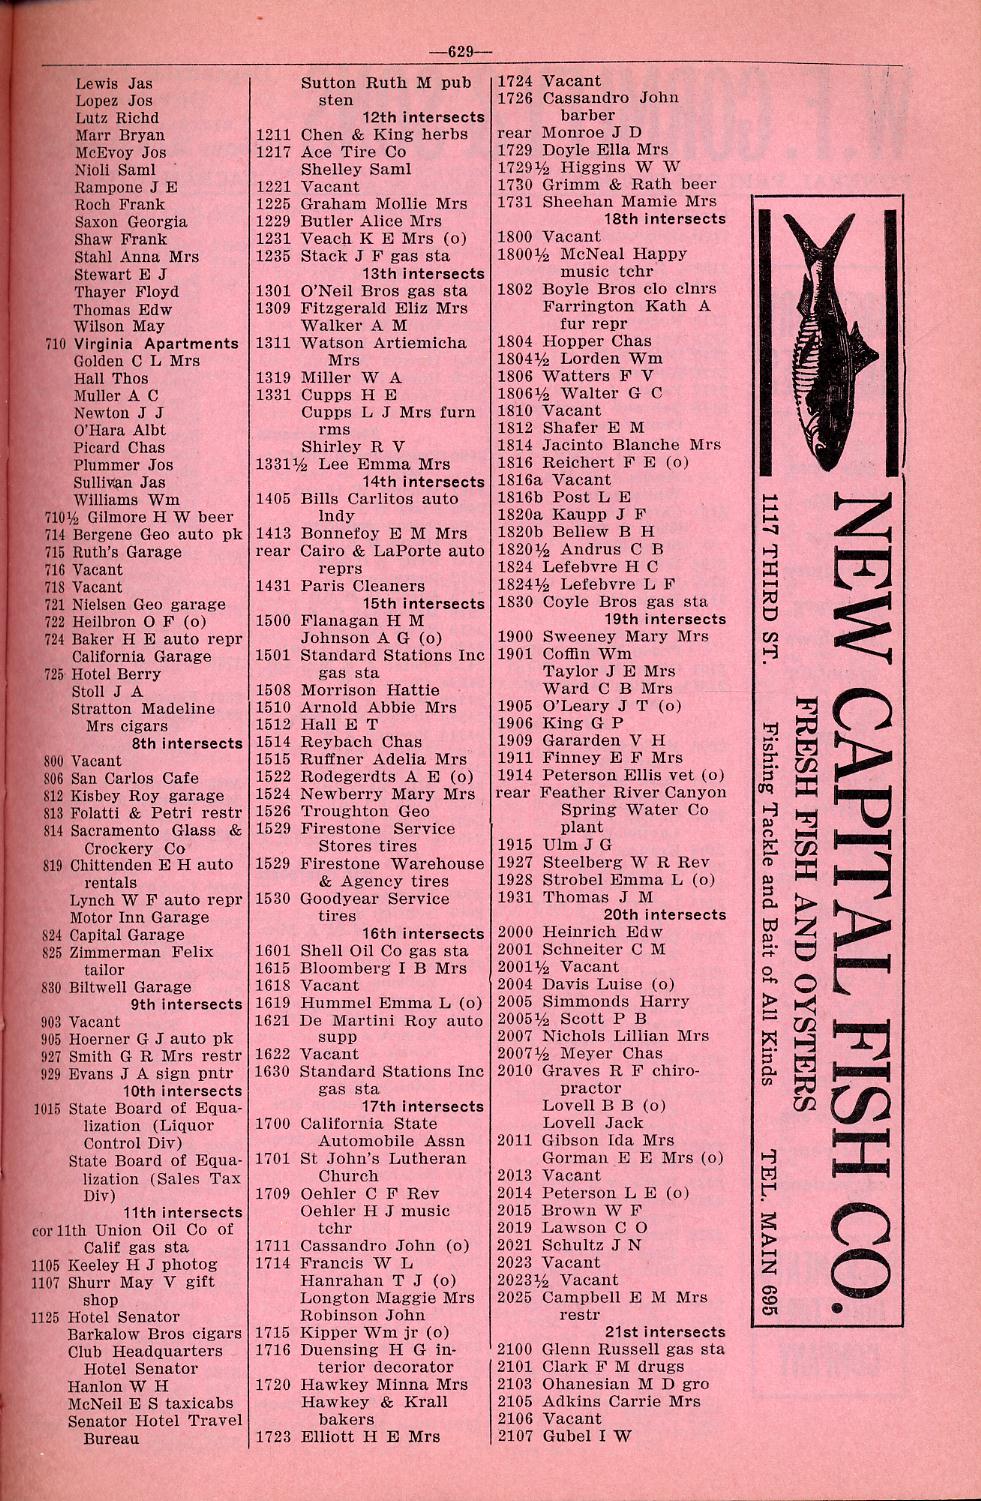 —629—
Lewis Jas
Lopez Jos
Lutz Richd
Marr Bryan
McEvoy Jos
Nioli Saml
Rampone J E
Roch Frank
Saxon Georgia
Shaw Frank
Stahl Anna Mrs
Stewart E J
Thayer Floyd
Thomas Edw
Wilson May
710 Virginia Apartments
Golden C L Mrs
Hall Thos
Muller A C
Newton J J
O'Hara Albt
Picard Chas
Plummer Jos
Sullivan Jas
Williams Wm
710½ Gilmore H W beer
714 Bergene Geo auto pk
715 Ruth's Garage
716 Vacant
718 Vacant
721 Nielsen Geo garage
722 Heilbron O F (o)
724 Baker H E auto repr
California Garage
725 Hotel Berry
Stoll J A
Stratton Madeline
Mrs cigars
8th intersects
800 Vacant
806 San Carlos Cafe
812 Kisbey Roy garage
813 Folatti & Petri restr
814 Sacramento Glass &
Crockery Co
819 Chittenden E H auto
rentals
Lynch W F auto repr
Motor Inn Garage
824 Capital Garage
825 Zimmerman Felix
tailor
830 Biltwell Garage
9th intersects
903 Vacant
905 Hoerner G J auto pk
927 Smith G R Mrs restr
929 Evans J A sign pntr
10th intersects
1015 State Board of Equa-
lization (Liquor
Control Div)
State Board of Equa-
lization (Sales Tax
Div)
11th intersects
cor 11th Union Oil Co of
Calif gas sta
1105 Keeley H J photog
1107 Shurr May V gift
shop
1125 Hotel Senator
Barkalow Bros cigars
Club Headquarters
Hotel Senator
Hanlon W H
McNeil E S taxicabs
Senator Hotel Travel
Bureau
Sutton Ruth M pub
sten
12th intersects
1211 Chen & King herbs
1217 Ace Tire Co
Shelley Saml
1221 Vacant
1225 Graham Mollie Mrs
1229 Butler Alice Mrs
1231 Veach K E Mrs (o)
1235 Stack J F gas sta
13th intersects
1301 O'Neil Bros gas sta
1309 Fitzgerald Eliz Mrs
Walker A M
1311 Watson Artiemicha
Mrs
1319 Miller W A
1331 Cupps H E
Cupps L J Mrs furn
rms
Shirley R V
1331½ Lee Emma Mrs
14th intersects
1405 Bills Carlitos auto
lndy
1413 Bonnefoy E M Mrs
rear Cairo & LaPorte auto
reprs
1431 Paris Cleaners
15th intersects
1500 Flanagan H M
Johnson A G (o)
1501 Standard Stations Inc
gas sta
1508 Morrison Hattie
1510 Arnold Abbie Mrs
1512 Hall E T
1514 Reybach Chas
1515 Ruffner Adelia Mrs
1522 Rodegerdts A E (o)
1524 Newberry Mary Mrs
1526 Troughton Geo
1529 Firestone Service
Stores tires
1529 Firestone Warehouse
& Agency tires
1530 Goodyear Service
tires
16th intersects
1601 Shell Oil Co gas sta
1615 Bloomberg I B Mrs
1618 Vacant
1619 Hummel Emma L (o)
1621 De Martini Roy auto
supp
1622 Vacant
1630 Standard Stations Inc
gas sta
17th intersects
1700 California State
Automobile Assn
1701 St John's Lutheran
Church
1709 Oehler C F Rev
Oehler H J music
tchr
1711 Cassandro John (o)
1714 Francis W L
Hanrahan T J (o)
Longton Maggie Mrs
Robinson John
1715 Kipper Wm jr (o)
1716 Duensing H G in-
terior decorator
1720 Hawkey Minna Mrs
Hawkey & Krall
bakers
1723 Elliott H E Mrs
1724 Vacant
1726 Cassandro John
barber
rear Monroe J D
1729 Doyle Ella Mrs
1729½ Higgins W W
1730 Grimm & Rath beer
1731 Sheehan Mamie Mrs
18th intersects
1800 Vacant
1800½ McNeal Happy
music tchr
1802 Boyle Bros clo clnrs
Farrington Kath A
fur repr
1804 Hopper Chas
1804½ Lorden Wm
1806 Watters F V
1806½ Walter G C
1810 Vacant
1812 Shafer E M
1814 Jacinto Blanche Mrs
1816 Reichert F E (o)
1816a Vacant
1816b Post L E
1820a Kaupp J F
1820b Bellew B H
1820½ Andrus C B
1824 Lefebvre H C
1824½ Lefebvre L F
1830 Coyle Bros gas sta
19th intersects
1900 Sweeney Mary Mrs
1901 Coffin Wm
Taylor J E Mrs
Ward C B Mrs
1905 O'Leary J T (o)
1906 King G P
1909 Gararden V H
1911 Finney E F Mrs
1914 Peterson Ellis vet (o)
rear Feather River Canyon
Spring Water Co
plant
1915 Ulm J G
1927 Steelberg W R Rev
1928 Strobel Emma L (o)
1931 Thomas J M
20th intersects
2000 Heinrich Edw
2001 Schneiter C M
2001½ Vacant
2004 Davis Luise (o)
2005 Simmonds Harry
2005½ Scott P B
2007 Nichols Lillian Mrs
2007½ Meyer Chas
2010 Graves R F chiro-
practor
Lovell B B (o)
Lovell Jack
2011 Gibson Ida Mrs
Gorman E E Mrs (o)
2013 Vacant
2014 Peterson L E (o)
2015 Brown W F
2019 Lawson C O
2021 Schultz J N
2023 Vacant
2023½ Vacant
2025 Campbell E M Mrs
restr
21st intersects
2100 Glenn Russell gas sta
2101 Clark F M drugs
2103 Ohanesian M D gro
2105 Adkins Carrie Mrs
2106 Vacant
2107 Gubel I W
NEW CAPITAL FISH CO.
FRESH FISH AND OYSTERS
1117 THIRD ST. Fishing Tackle and Bait of All Kinds TEL. MAIN 695